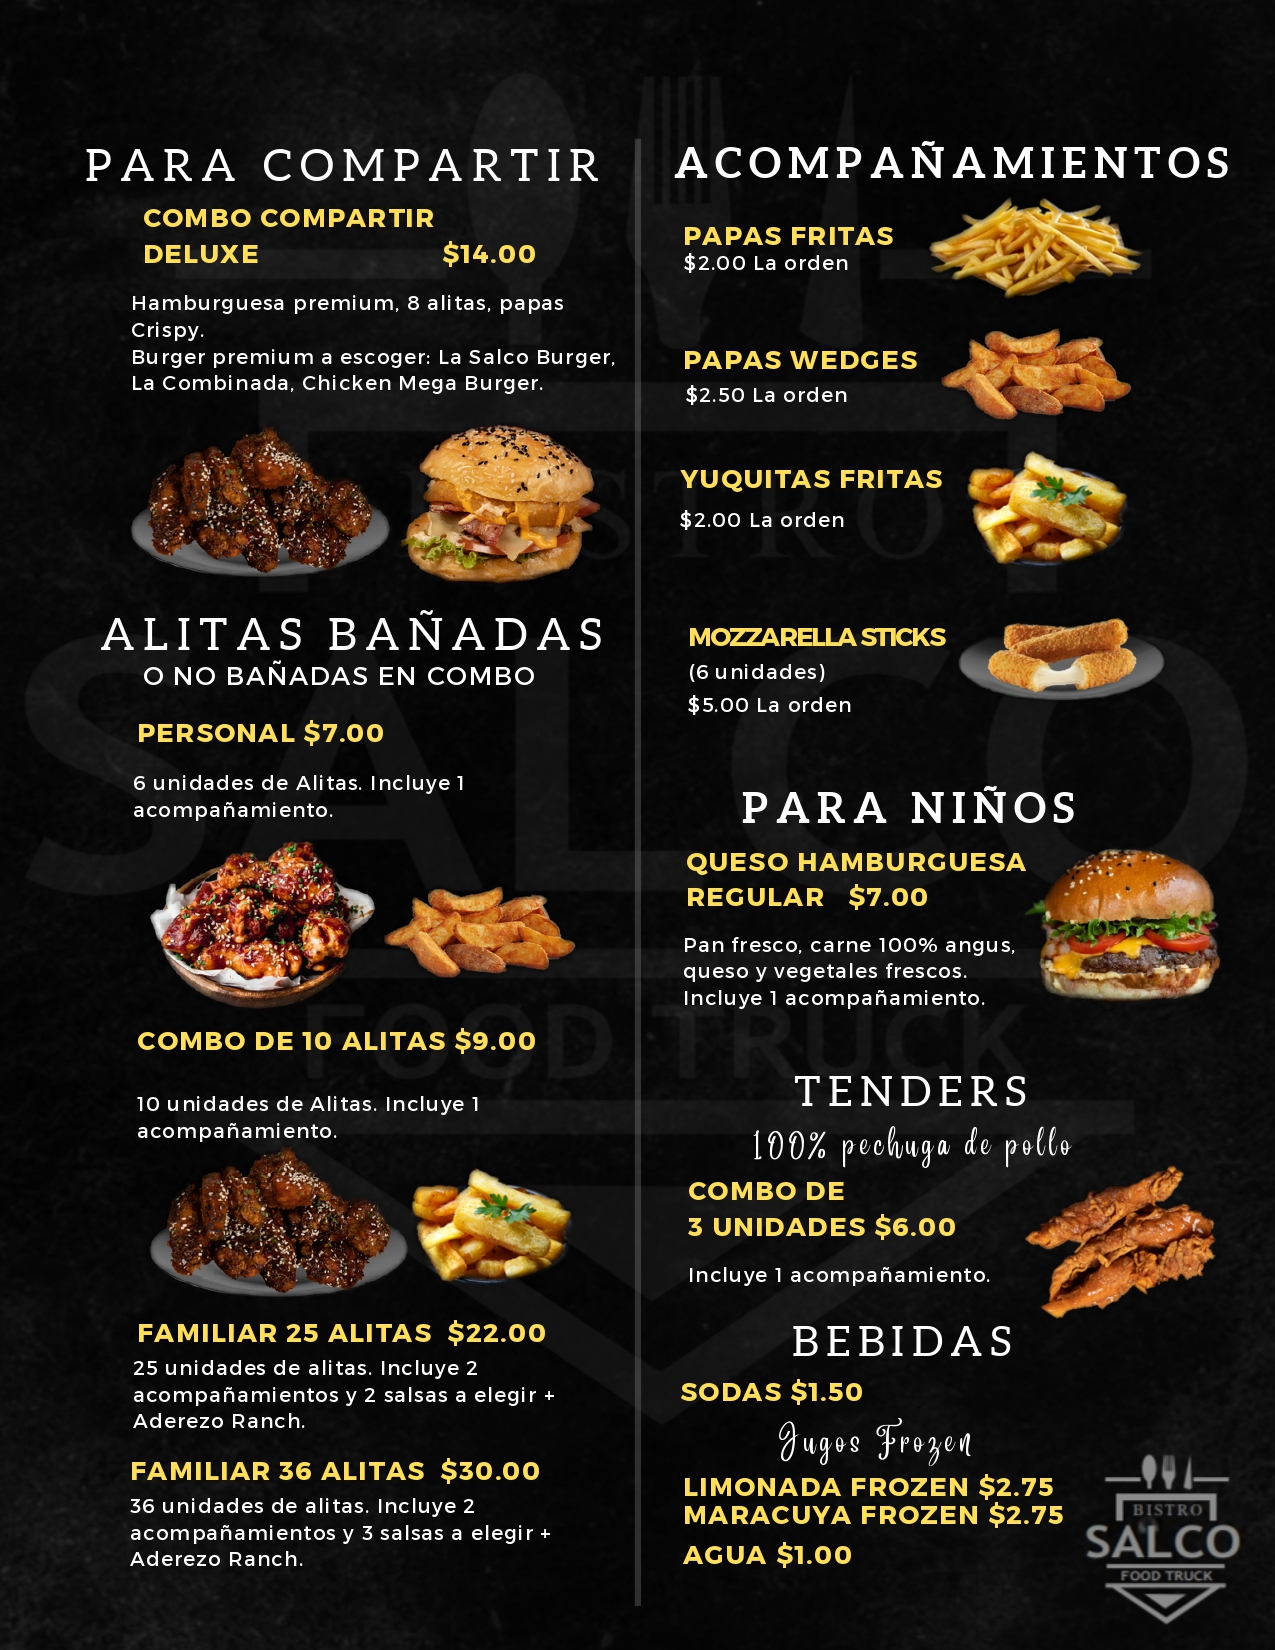 PARA COMPARTIR
COMBO COMPARTIR
DELUXE $14.00
Hamburguesa premium, 8 alitas, papas
Crispy.
Burger premium a escoger: La Salco Burger,
La Combinada, Chicken Mega Burger.
ALITAS BAÑADAS
O NO BAÑADAS EN COMBO
PERSONAL $7.00
6 unidades de Alitas. Incluye 1
acompañamiento.
COMBO DE 10 ALITAS $9.00
10 unidades de Alitas. Incluye 1
acompañamiento.
FAMILIAR 25 ALITAS $22.00
25 unidades de alitas. Incluye 2
acompañamientos y 2 salsas a elegir +
Aderezo Ranch.
FAMILIAR 36 ALITAS $30.00
36 unidades de alitas. Incluye 2
acompañamientos y 3 salsas a elegir +
Aderezo Ranch.
ACOMPAÑAMIENTOS
PAPAS FRITAS
$2.00 La orden
PAPAS WEDGES
$2.50 La orden
YUQUITAS FRITAS
$2.00 La orden
MOZZARELLA STICKS
(6 unidades)
$5.00 La orden
PARA NIÑOS
QUESO HAMBURGUESA
REGULAR $7.00
Pan fresco, carne 100% angus,
queso y vegetales frescos.
Incluye 1 acompañamiento.
TENDERS
100% pechuga de pollo
COMBO DE
3 UNIDADES $6.00
Incluye 1 acompañamiento.
BEBIDAS
SODAS $1.50
Jugos Frozen
LIMONADA FROZEN $2.75
MARACUYA FROZEN $2.75
AGUA $1.00
BISTRO
SALCO
FOOD TRUCK
BISTRO
SALCO
FOOD TRUCK